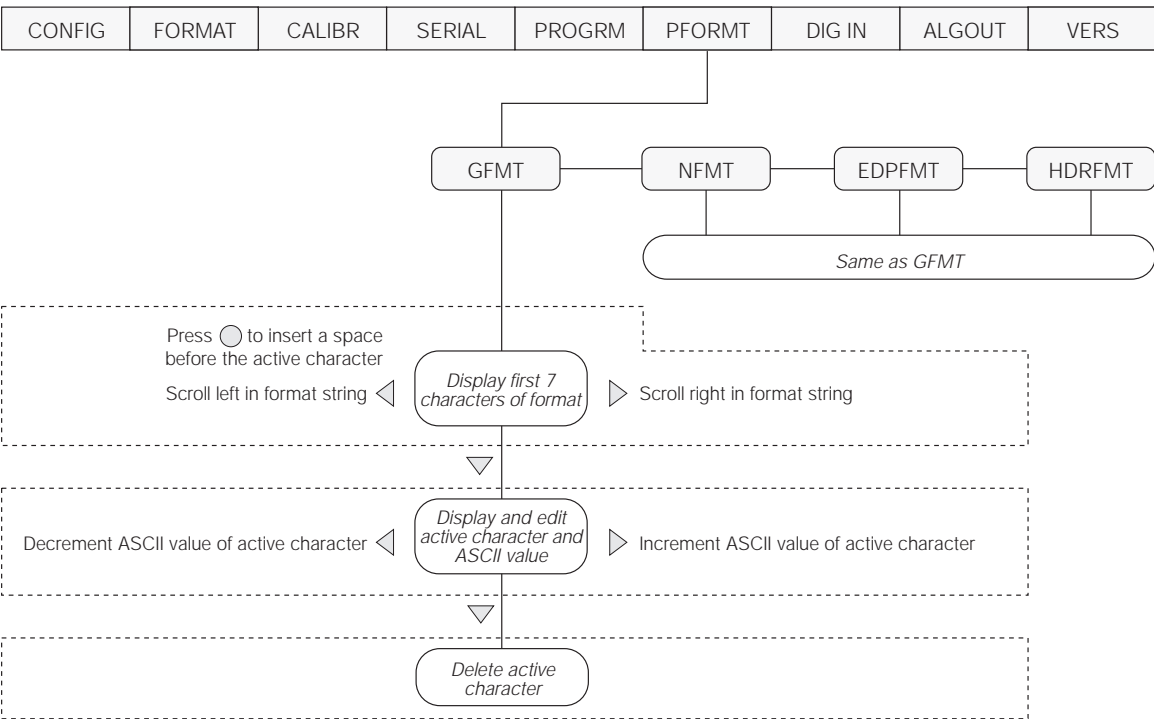 CONFIG FORMAT CALIBR SERIAL PROGRM PFORMT DIG IN ALGOUT VERS
GFMT NFMT EDPFMT HDRFMT
Same as GFMT
Press to insert a space
before the active character
Scroll left in format string
Display first 7
characters of format
Scroll right in format string
Decrement ASCII value of active character
Display and edit
active character and
ASCII value
Increment ASCII value of active character
Delete active
character